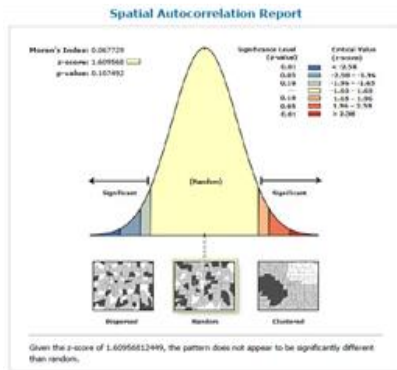 Spatial Autocorrelation Report
Moran's Index: 0.067729
z-score: 1.609568
p-value: 0.107492
Significance Level
(p-value)
Critical Value
(z-score)
0.01 < -2.58
0.05 -2.58 - -1.96
0.10 -1.96 - -1.65
--- -1.65 - 1.65
0.10 1.65 - 1.96
0.05 1.96 - 2.58
0.01 > 2.58
Significant
(Random)
Significant
Dispersed
Random
Clustered
Given the z-score of 1.60956812449, the pattern does not appear to be significantly different
than random.